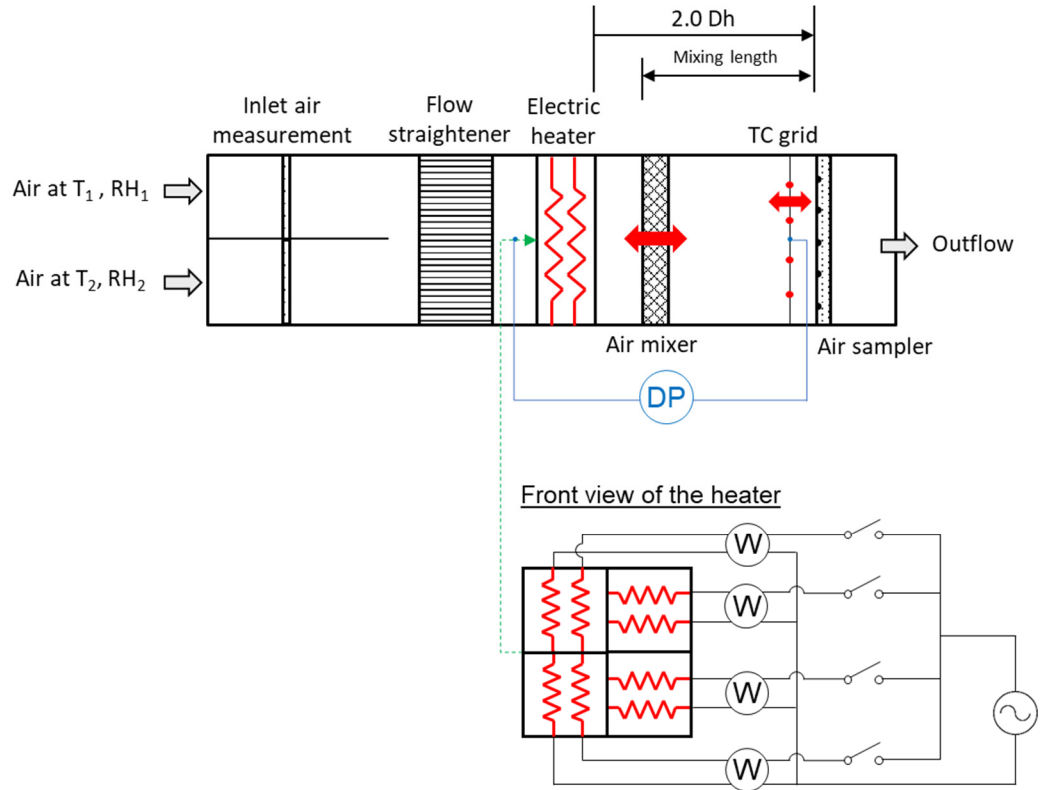 2.0 Dh
Mixing length
Inlet air
measurement
Flow
straightener
Electric
heater
TC grid
Air at T₁ , RH₁
Air at T₂, RH₂
Outflow
Air mixer
Air sampler
DP
Front view of the heater
W
W
W
W